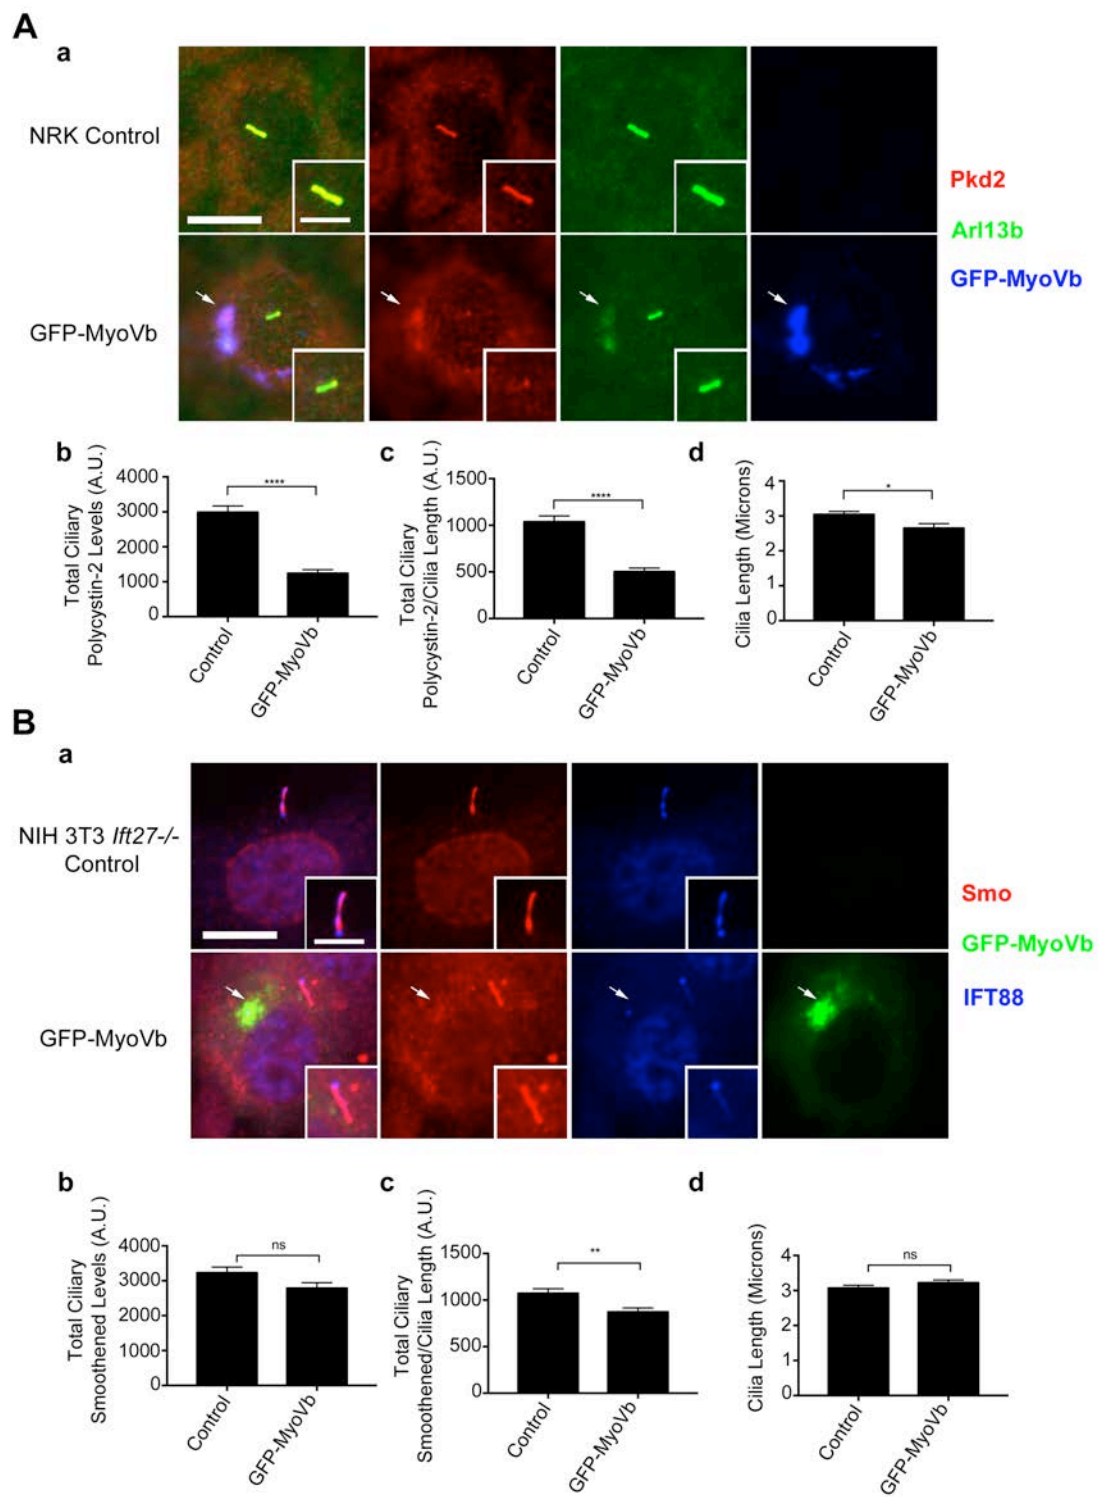 A
a
NRK Control
GFP-MyoVb
Pkd2
Arl13b
GFP-MyoVb
b
Total Ciliary
Polycystin-2 Levels (A.U.)
4000
3000
2000
1000
0
****
Control
GFP-MyoVb
c
Total Ciliary
Polycystin-2/Cilia Length (A.U.)
1500
1000
500
0
****
Control
GFP-MyoVb
d
Cilia Length (Microns)
4
3
2
1
0
*
Control
GFP-MyoVb
B
a
NIH 3T3 Ift27-/-
Control
GFP-MyoVb
Smo
GFP-MyoVb
IFT88
b
Total Ciliary
Smoothened Levels (A.U.)
4000
3000
2000
1000
0
ns
Control
GFP-MyoVb
c
Total Ciliary
Smoothened/Cilia Length (A.U.)
1500
1000
500
0
**
Control
GFP-MyoVb
d
Cilia Length (Microns)
4
3
2
1
0
ns
Control
GFP-MyoVb